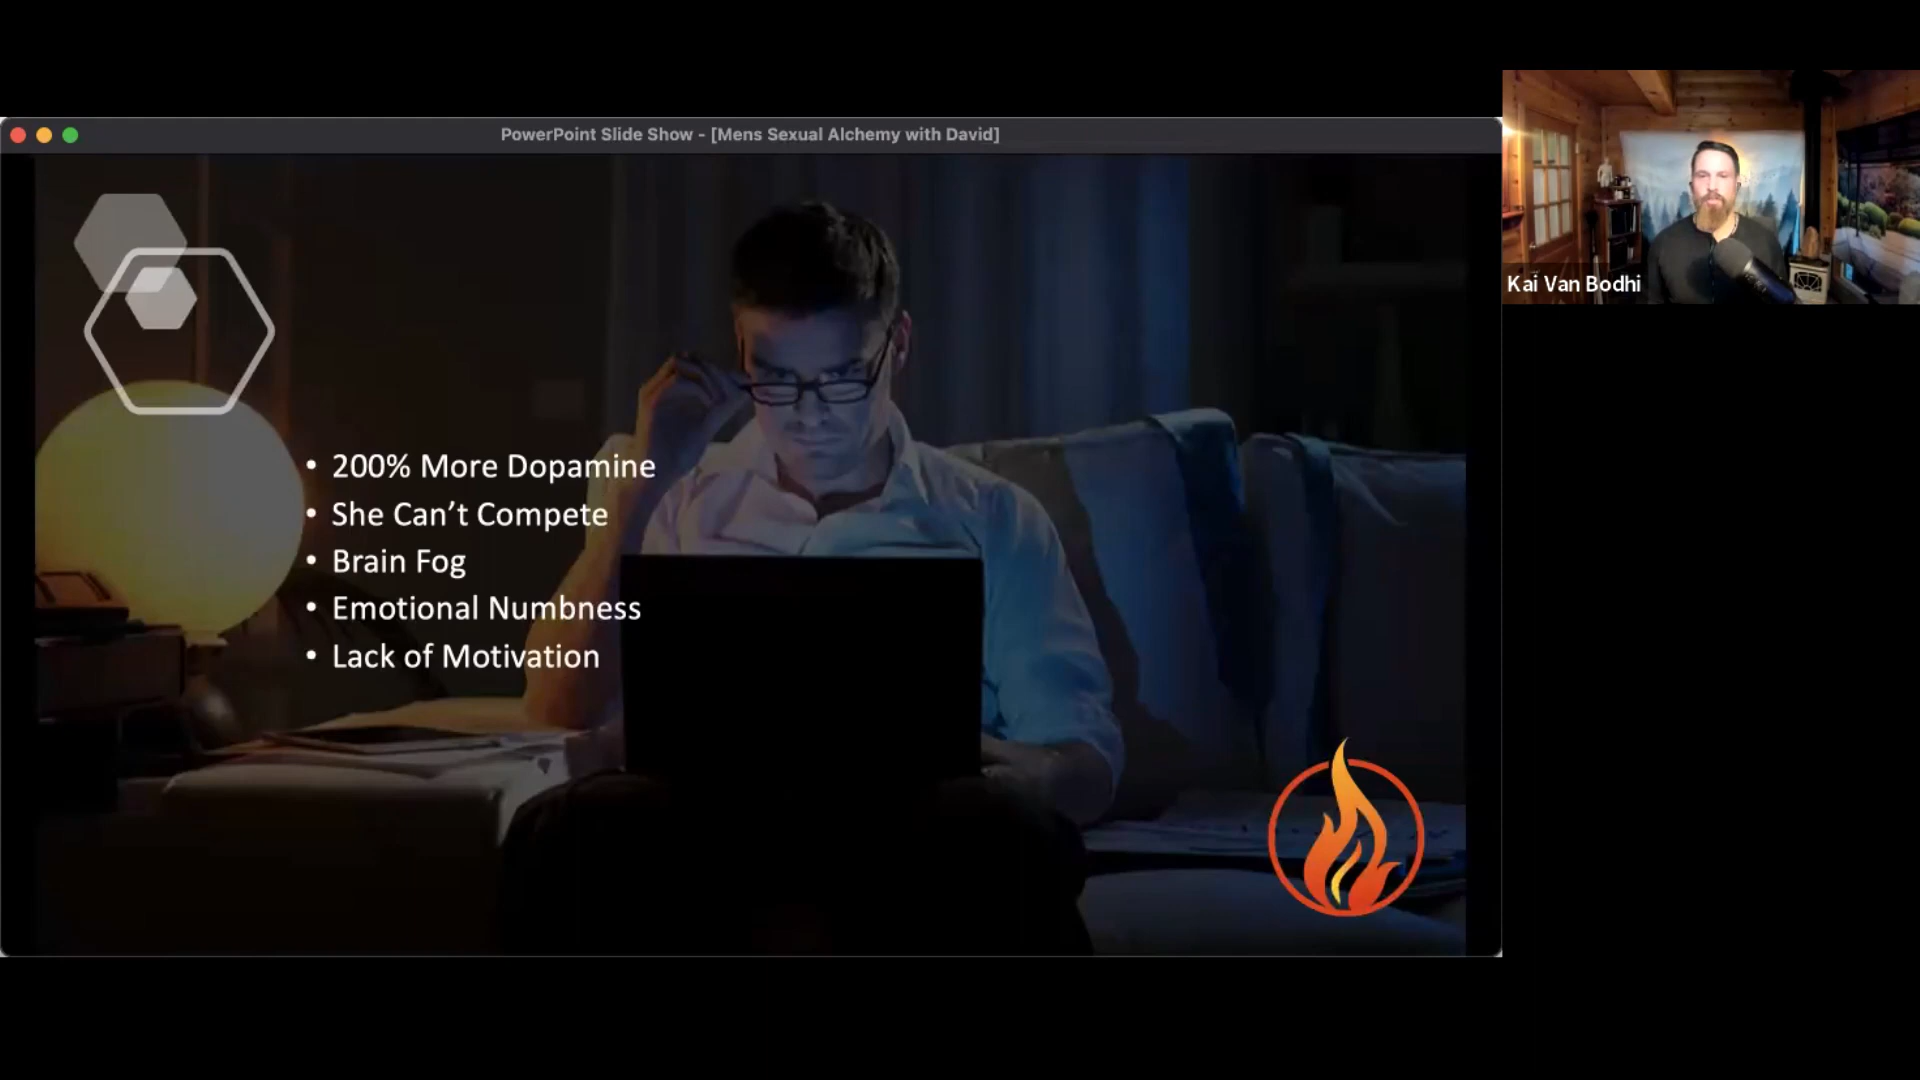 PowerPoint Slide Show - [Mens Sexual Alchemy with David]
• 200% More Dopamine
• She Can’t Compete
• Brain Fog
• Emotional Numbness
• Lack of Motivation
Kai Van Bodhi